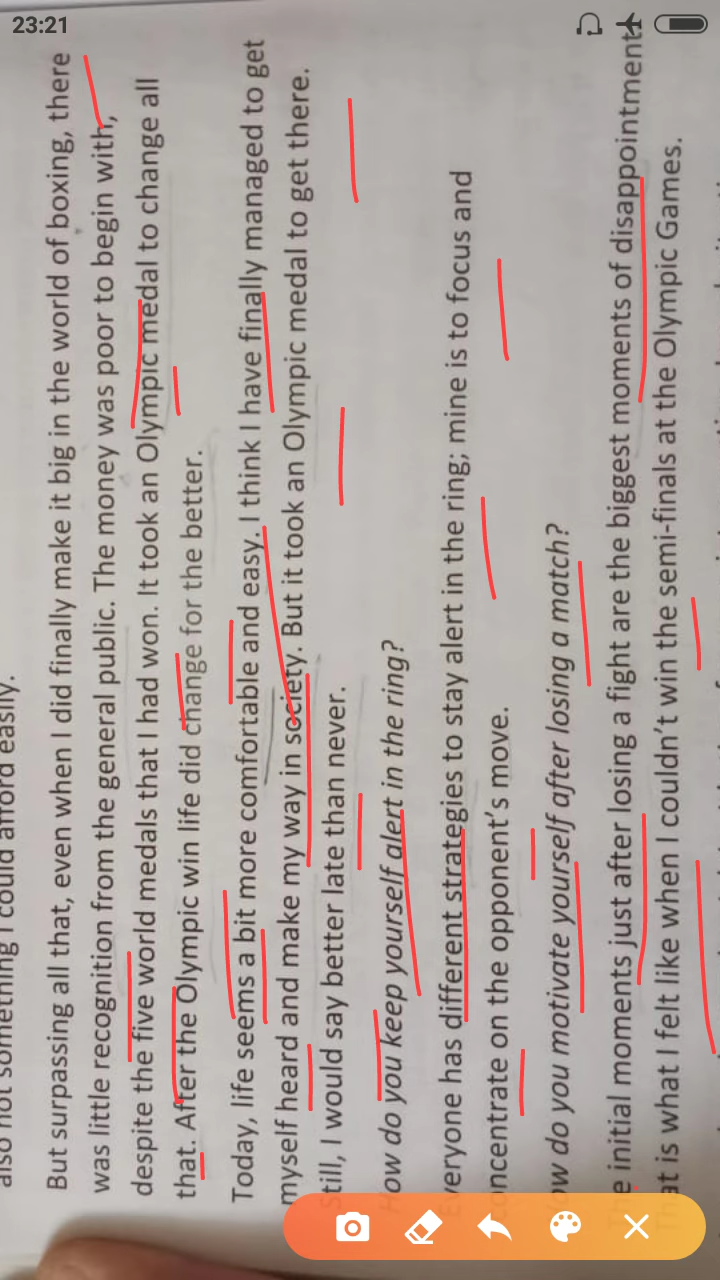 23:21
also not something I could afford easily.
But surpassing all that, even when I did finally make it big in the world of boxing, there
was little recognition from the general public. The money was poor to begin with,
despite the five world medals that I had won. It took an Olympic medal to change all
that. After the Olympic win life did change for the better.
Today, life seems a bit more comfortable and easy. I think I have finally managed to get
myself heard and make my way in society. But it took an Olympic medal to get there.
Still, I would say better late than never.
How do you keep yourself alert in the ring?
Everyone has different strategies to stay alert in the ring; mine is to focus and
concentrate on the opponent's move.
How do you motivate yourself after losing a match?
The initial moments just after losing a fight are the biggest moments of disappointment.
That is what I felt like when I couldn't win the semi-finals at the Olympic Games.